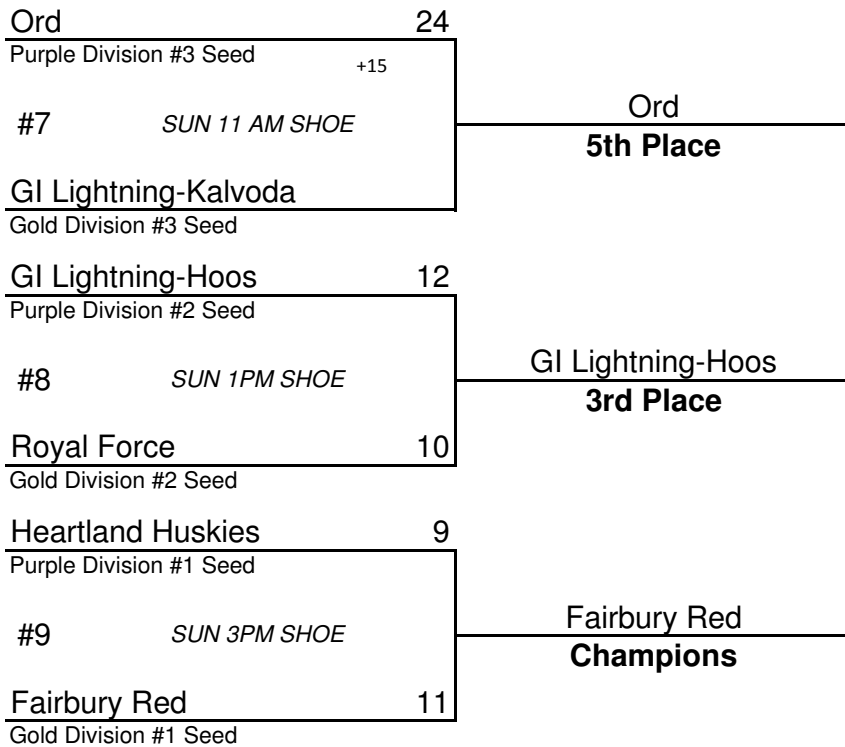 Ord 24
Purple Division #3 Seed +15
#7 SUN 11 AM SHOE
Ord
5th Place
GI Lightning-Kalvoda
Gold Division #3 Seed
GI Lightning-Hoos 12
Purple Division #2 Seed
#8 SUN 1PM SHOE
GI Lightning-Hoos
3rd Place
Royal Force 10
Gold Division #2 Seed
Heartland Huskies 9
Purple Division #1 Seed
#9 SUN 3PM SHOE
Fairbury Red
Champions
Fairbury Red 11
Gold Division #1 Seed